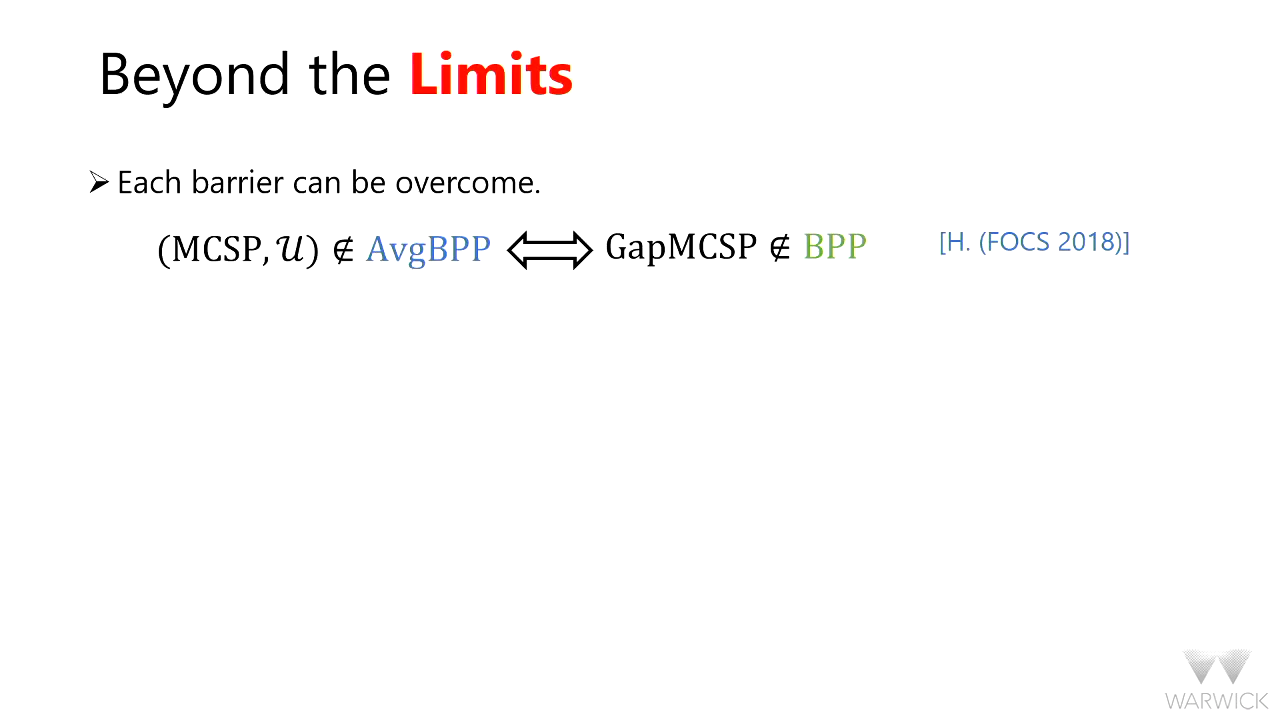 Beyond the Limits
➢ Each barrier can be overcome.
(MCSP, 𝒰) ∉ AvgBPP ⟺ GapMCSP ∉ BPP [H. (FOCS 2018)]
WARWICK